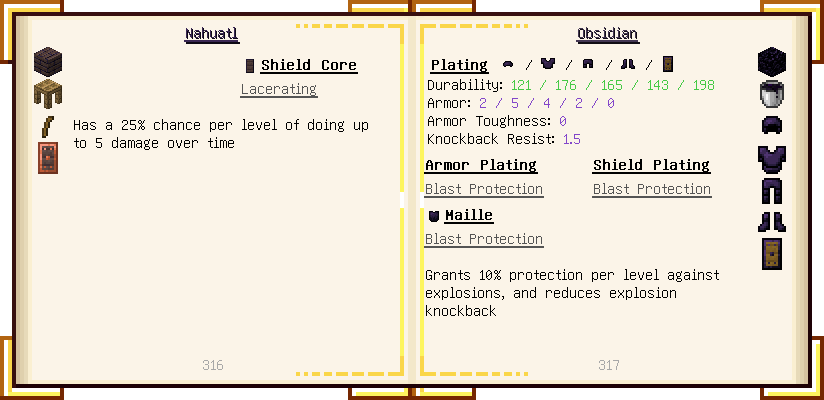 Nahuatl
Shield Core
Lacerating
Has a 25% chance per level of doing up
to 5 damage over time
316
Obsidian
Plating / / / /
Durability: 121 / 176 / 165 / 143 / 198
Armor: 2 / 5 / 4 / 2 / 0
Armor Toughness: 0
Knockback Resist: 1.5
Armor Plating Shield Plating
Blast Protection Blast Protection
Maille
Blast Protection
Grants 10% protection per level against
explosions, and reduces explosion
knockback
317